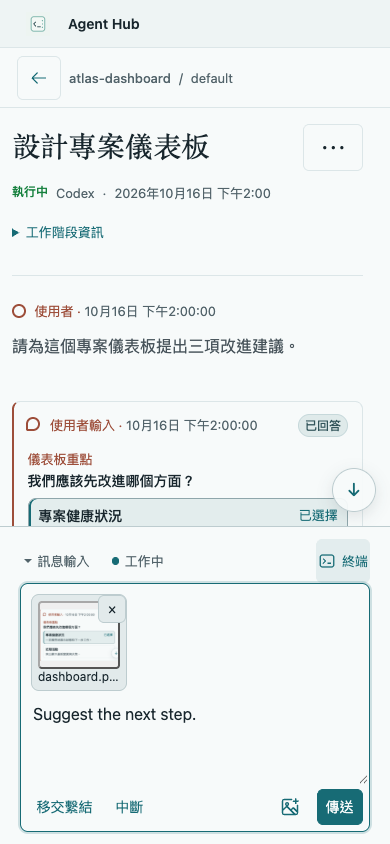 Agent Hub
atlas-dashboard / default
設計專案儀表板
執行中 Codex · 2026年10月16日 下午2:00
工作階段資訊
使用者 · 10月16日 下午2:00:00
請為這個專案儀表板提出三項改進建議。
使用者輸入 · 10月16日 下午2:00:00 已回答
儀表板重點
我們應該先改進哪個方面？
專案健康狀況 已選擇
訊息輸入 工作中 終端
dashboard.p...
Suggest the next step.
移交繫結 中斷 傳送